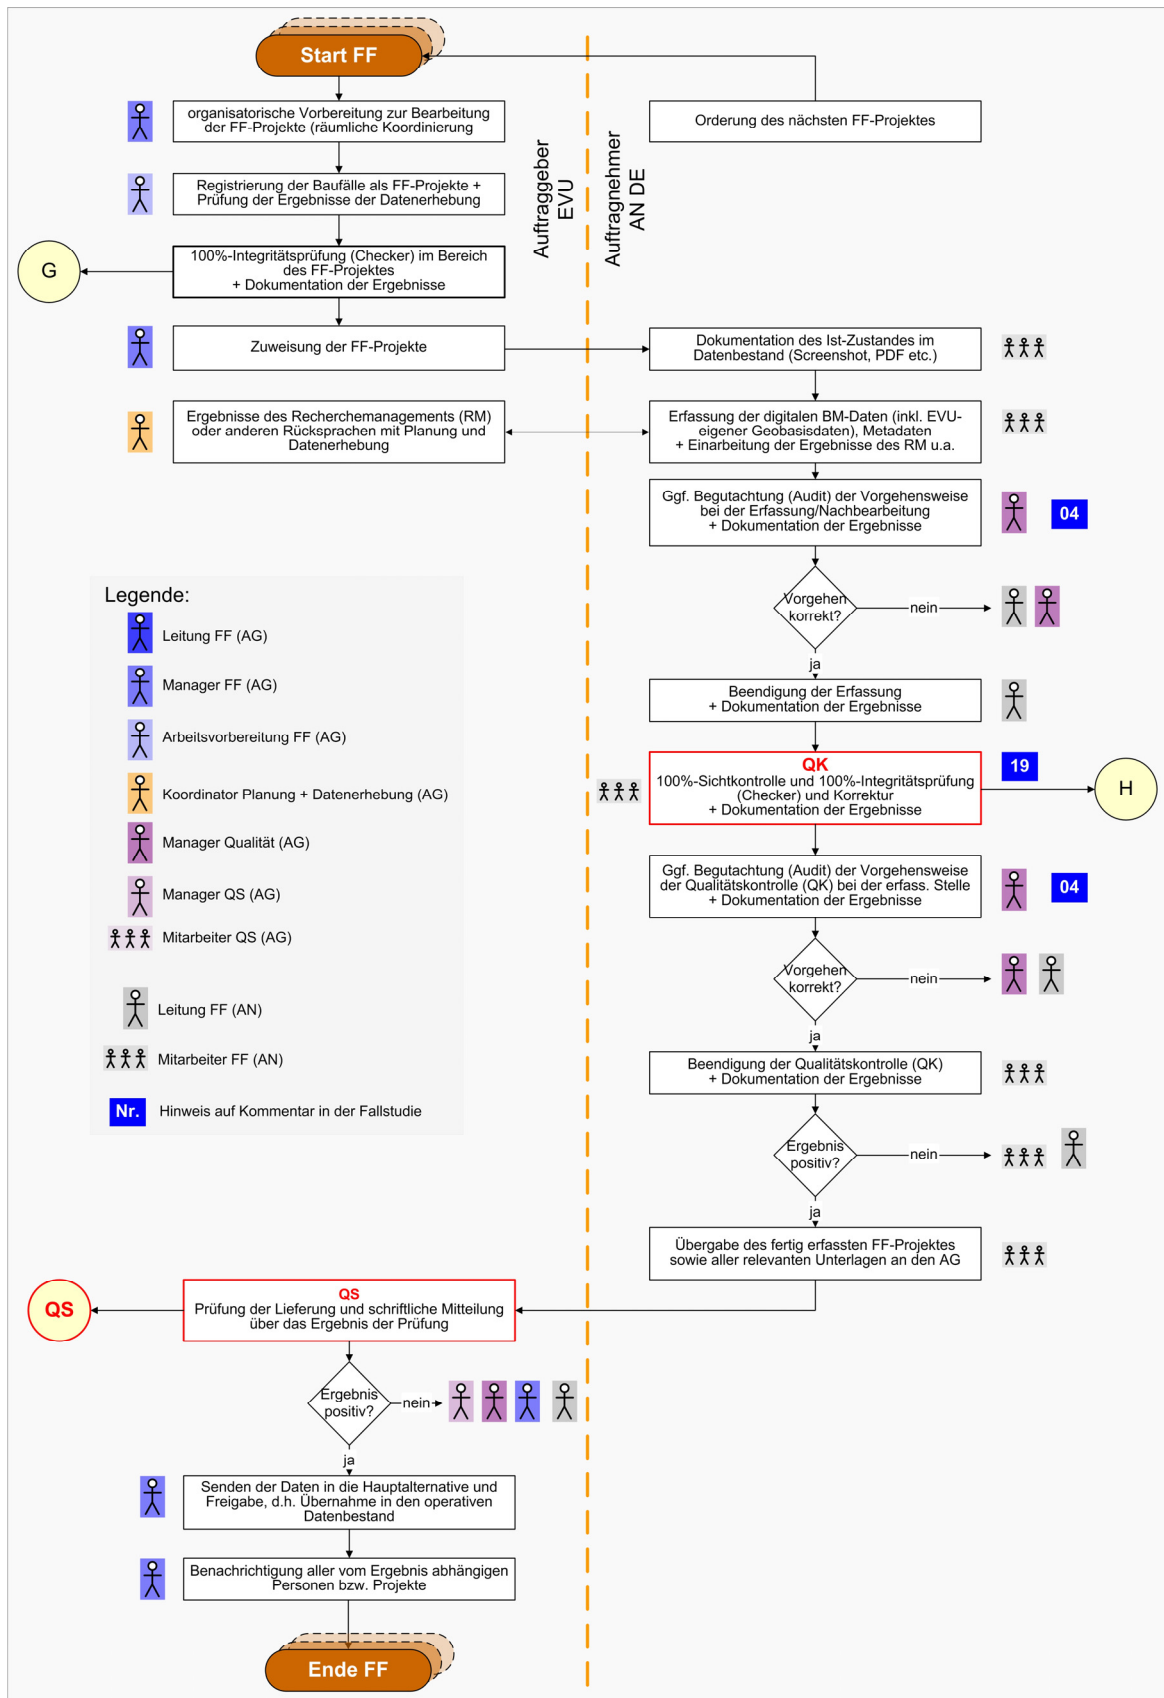 Start FF
organisatorische Vorbereitung zur Bearbeitung
der FF-Projekte (räumliche Koordinierung
Orderung des nächsten FF-Projektes
Auftraggeber
EVU
Auftragnehmer
AN DE
Registrierung der Baufälle als FF-Projekte +
Prüfung der Ergebnisse der Datenerhebung
G
100%-Integritätsprüfung (Checker) im Bereich
des FF-Projektes
+ Dokumentation der Ergebnisse
Zuweisung der FF-Projekte
Dokumentation des Ist-Zustandes im
Datenbestand (Screenshot, PDF etc.)
Ergebnisse des Recherchemanagements (RM)
oder anderen Rücksprachen mit Planung und
Datenerhebung
Erfassung der digitalen BM-Daten (inkl. EVU-
eigener Geobasisdaten), Metadaten
+ Einarbeitung der Ergebnisse des RM u.a.
Ggf. Begutachtung (Audit) der Vorgehensweise
bei der Erfassung/Nachbearbeitung
+ Dokumentation der Ergebnisse
04
Vorgehen
korrekt?
nein
ja
Beendigung der Erfassung
+ Dokumentation der Ergebnisse
QK
100%-Sichtkontrolle und 100%-Integritätsprüfung
(Checker) und Korrektur
+ Dokumentation der Ergebnisse
19
H
Ggf. Begutachtung (Audit) der Vorgehensweise
der Qualitätskontrolle (QK) bei der erfass. Stelle
+ Dokumentation der Ergebnisse
04
Vorgehen
korrekt?
nein
ja
Beendigung der Qualitätskontrolle (QK)
+ Dokumentation der Ergebnisse
Ergebnis
positiv?
nein
ja
Übergabe des fertig erfassten FF-Projektes
sowie aller relevanten Unterlagen an den AG
Legende:
Leitung FF (AG)
Manager FF (AG)
Arbeitsvorbereitung FF (AG)
Koordinator Planung + Datenerhebung (AG)
Manager Qualität (AG)
Manager QS (AG)
Mitarbeiter QS (AG)
Leitung FF (AN)
Mitarbeiter FF (AN)
Nr.
Hinweis auf Kommentar in der Fallstudie
QS
QS
Prüfung der Lieferung und schriftliche Mitteilung
über das Ergebnis der Prüfung
Ergebnis
positiv?
nein
ja
Senden der Daten in die Hauptalternative und
Freigabe, d.h. Übernahme in den operativen
Datenbestand
Benachrichtigung aller vom Ergebnis abhängigen
Personen bzw. Projekte
Ende FF